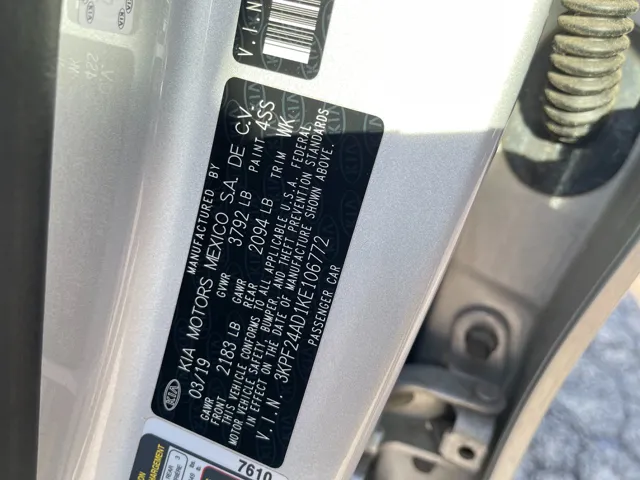 V.I.N
MANUFACTURED BY
KIA KIA MOTORS MEXICO S.A. DE C.V.
03/19 GVWR 3792 LB PAINT 4SS
GAWR FRONT 2183 LB GAWR REAR 2094 LB TRIM WK
THIS VEHICLE CONFORMS TO ALL APPLICABLE U.S.A. FEDERAL
MOTOR VEHICLE SAFETY, BUMPER, AND THEFT PREVENTION STANDARDS
IN EFFECT ON THE DATE OF MANUFACTURE SHOWN ABOVE.
V.I.N. 3KPF24AD1KE106772
PASSENGER CAR
7610